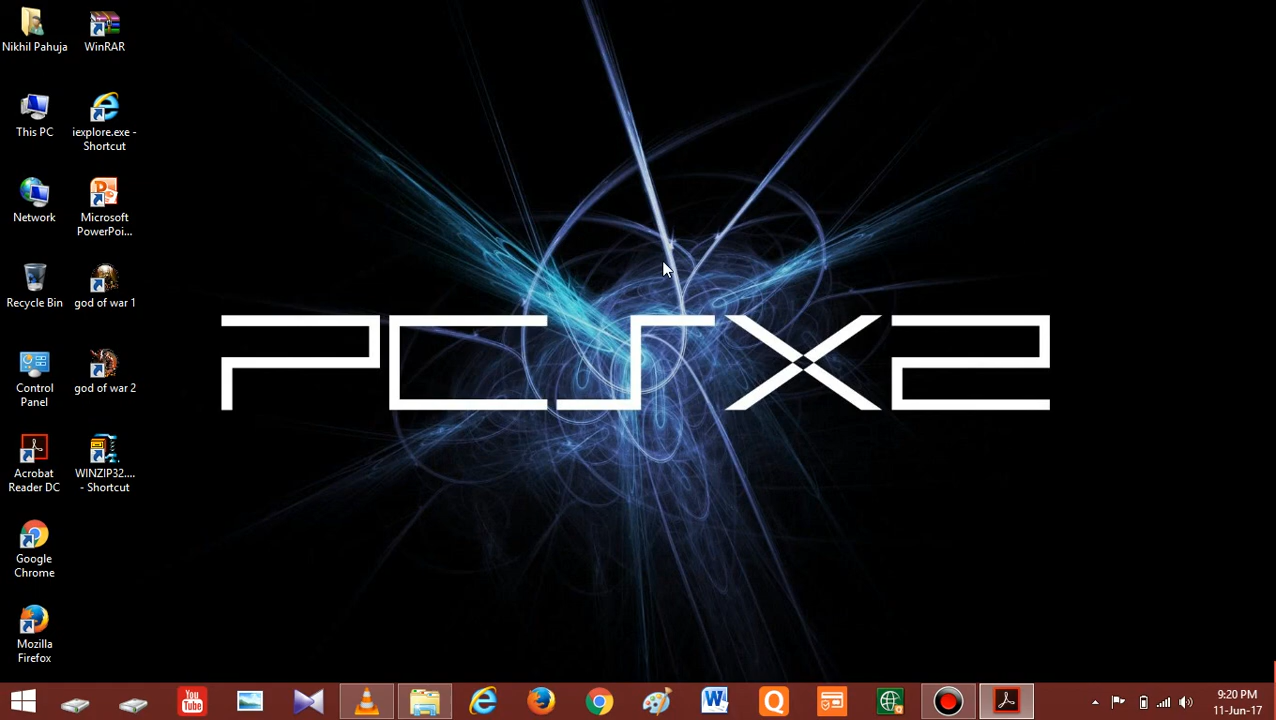 Nikhil Pahuja
WinRAR
This PC
iexplore.exe -
Shortcut
Network
Microsoft
PowerPoi...
Recycle Bin
god of war 1
Control
Panel
god of war 2
Acrobat
Reader DC
WINZIP32....
- Shortcut
Google
Chrome
Mozilla
Firefox
PCSX2
You
Tube
W
Q
9:20 PM
11-Jun-17